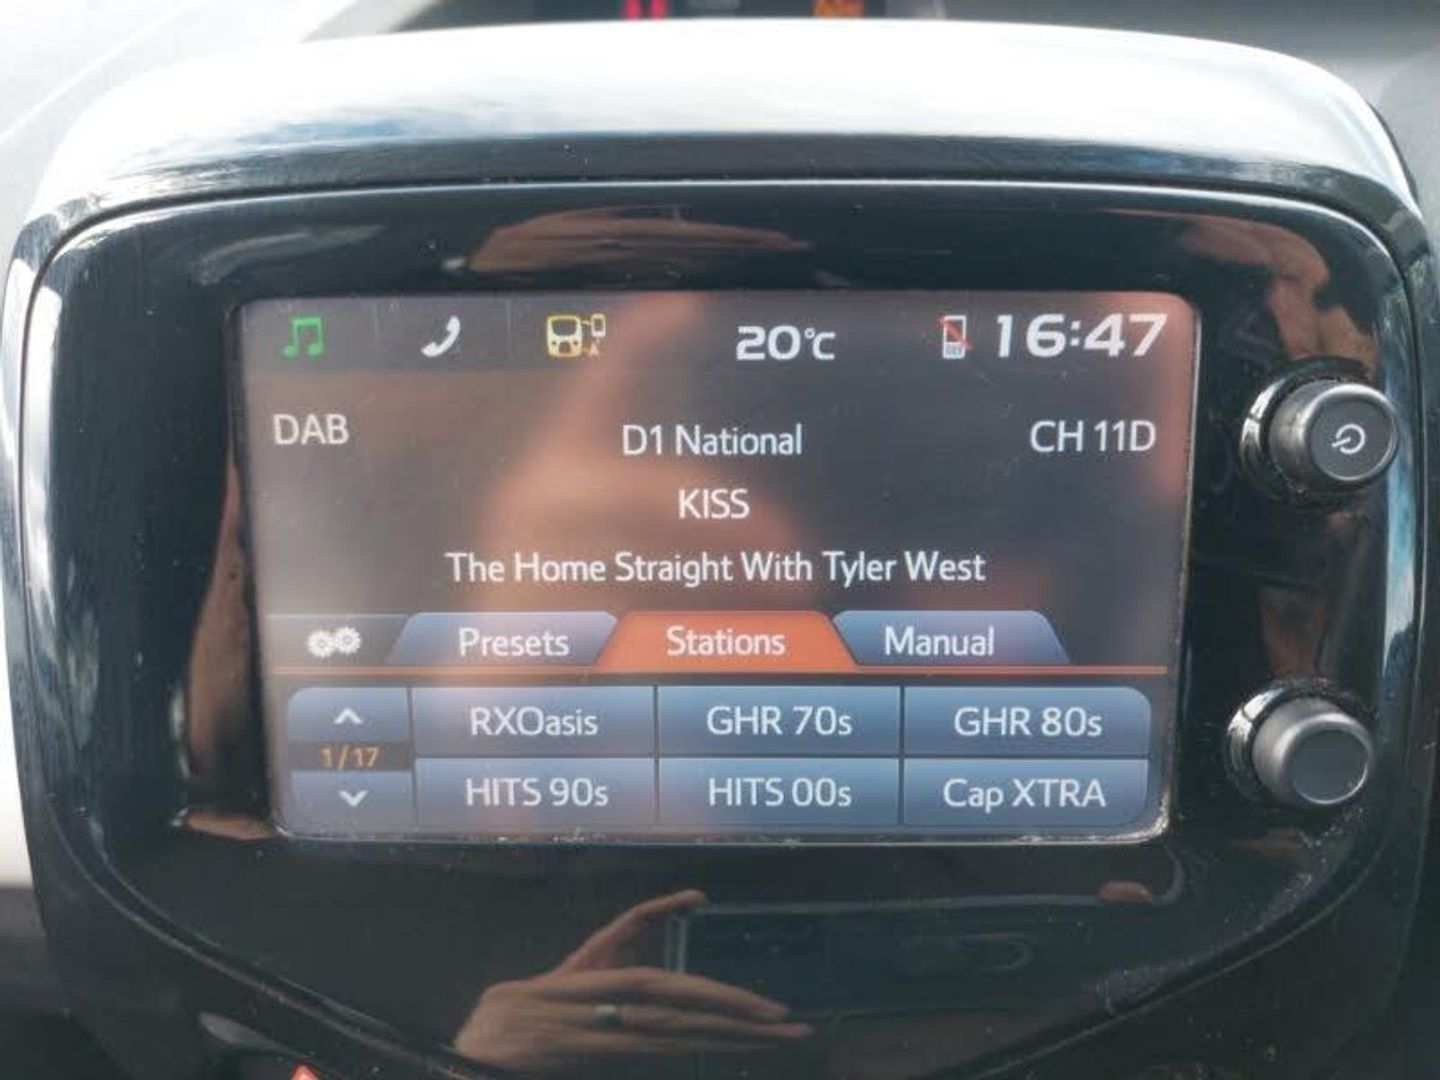 20°C 16:47
DAB D1 National CH 11D
KISS
The Home Straight With Tyler West
Presets Stations Manual
RXOasis GHR 70s GHR 80s
1/17
HITS 90s HITS 00s Cap XTRA